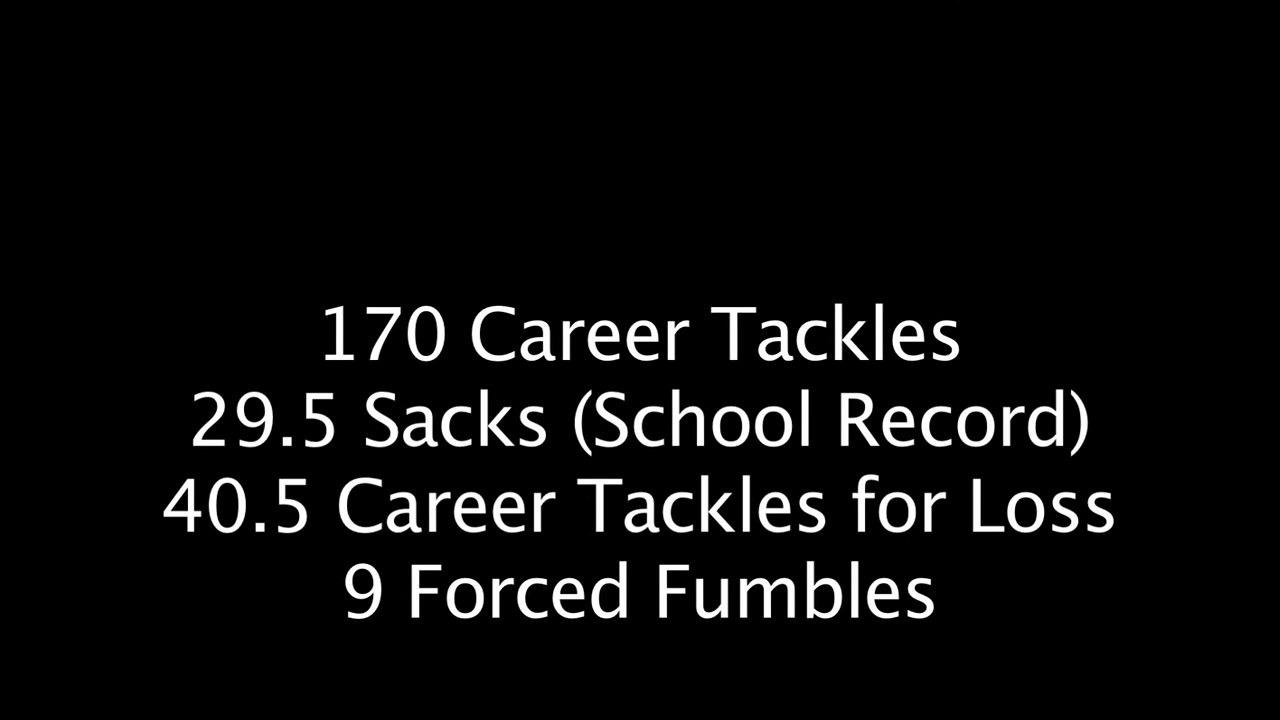 170 Career Tackles
29.5 Sacks (School Record)
40.5 Career Tackles for Loss
9 Forced Fumbles